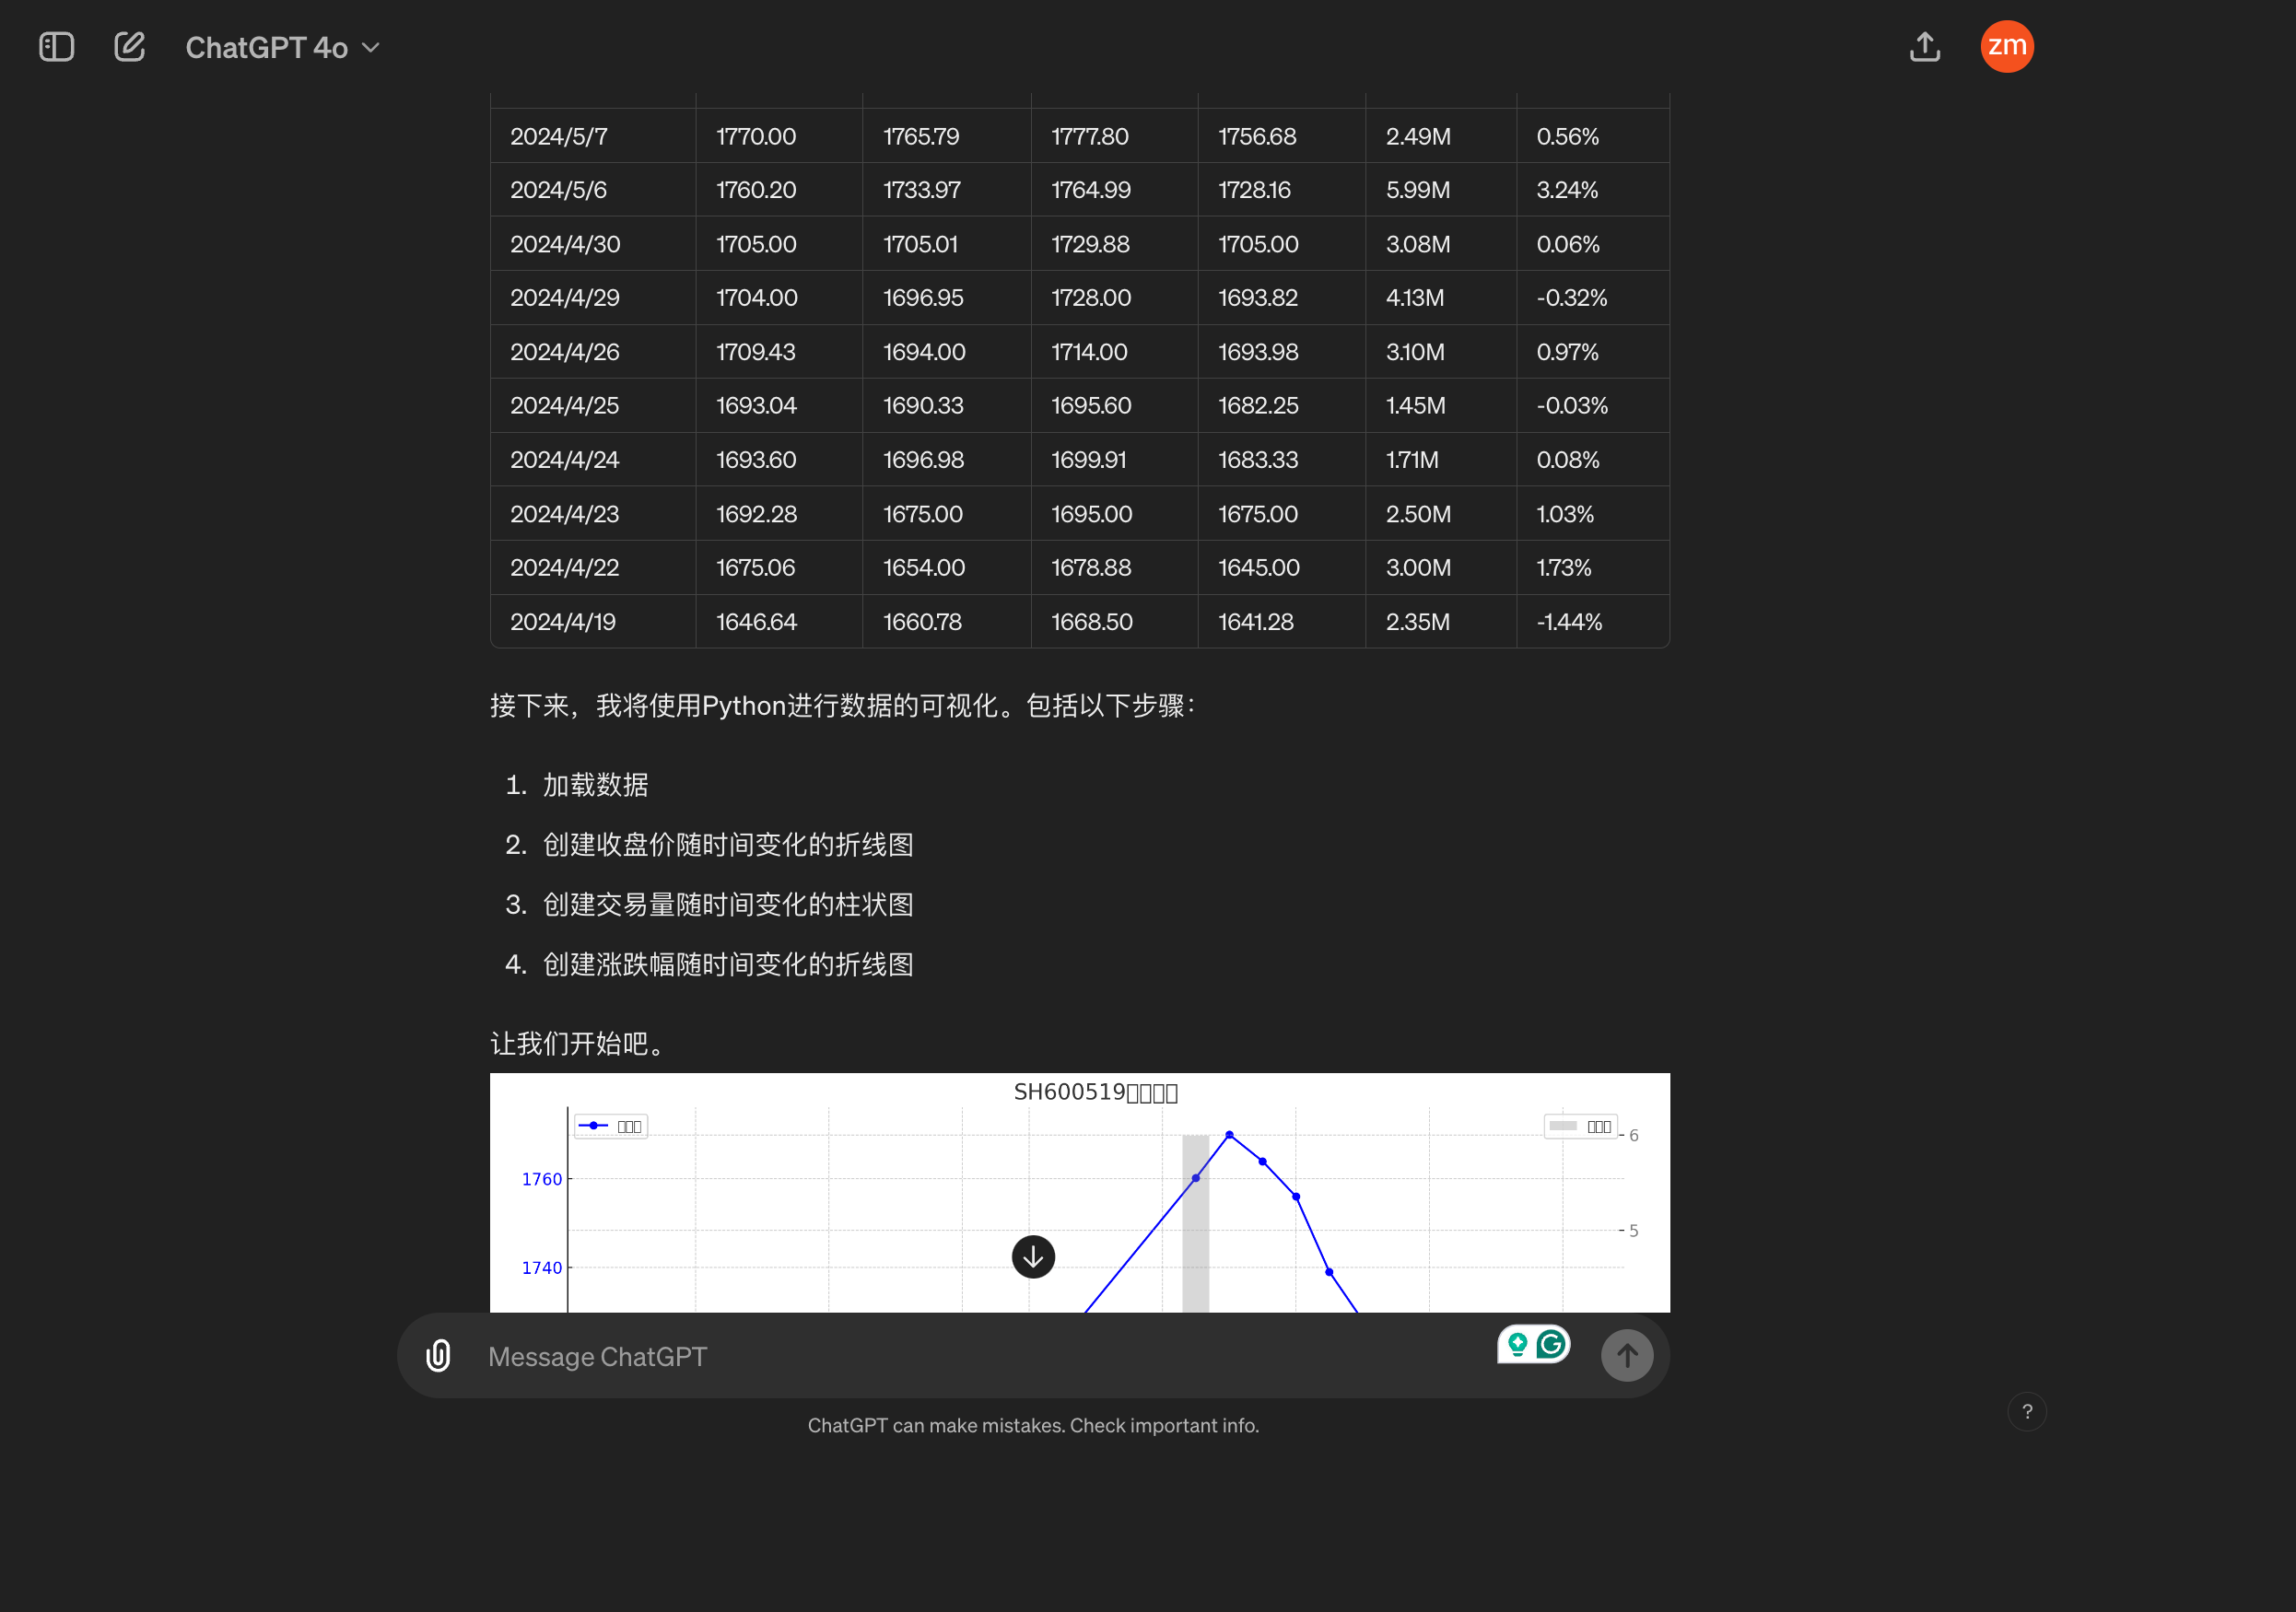 ChatGPT 4o
zm
2024/5/7 1770.00 1765.79 1777.80 1756.68 2.49M 0.56%
2024/5/6 1760.20 1733.97 1764.99 1728.16 5.99M 3.24%
2024/4/30 1705.00 1705.01 1729.88 1705.00 3.08M 0.06%
2024/4/29 1704.00 1696.95 1728.00 1693.82 4.13M -0.32%
2024/4/26 1709.43 1694.00 1714.00 1693.98 3.10M 0.97%
2024/4/25 1693.04 1690.33 1695.60 1682.25 1.45M -0.03%
2024/4/24 1693.60 1696.98 1699.91 1683.33 1.71M 0.08%
2024/4/23 1692.28 1675.00 1695.00 1675.00 2.50M 1.03%
2024/4/22 1675.06 1654.00 1678.88 1645.00 3.00M 1.73%
2024/4/19 1646.64 1660.78 1668.50 1641.28 2.35M -1.44%
接下来，我将使用Python进行数据的可视化。包括以下步骤：
1. 加载数据
2. 创建收盘价随时间变化的折线图
3. 创建交易量随时间变化的柱状图
4. 创建涨跌幅随时间变化的折线图
让我们开始吧。
SH600519□□□□
□□□
□□□
6
1760
5
1740
Message ChatGPT
ChatGPT can make mistakes. Check important info.
?